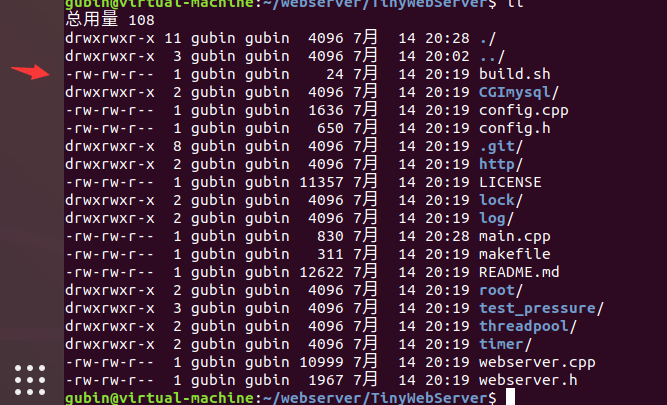 gubin@virtual-machine:~/webserver/TinyWebServer$ ll
总用量 108
drwxrwxr-x 11 gubin gubin  4096 7月  14 20:28 ./
drwxrwxr-x  3 gubin gubin  4096 7月  14 20:02 ../
-rw-rw-r--  1 gubin gubin    24 7月  14 20:19 build.sh
drwxrwxr-x  2 gubin gubin  4096 7月  14 20:19 CGImysql/
-rw-rw-r--  1 gubin gubin  1636 7月  14 20:19 config.cpp
-rw-rw-r--  1 gubin gubin   650 7月  14 20:19 config.h
drwxrwxr-x  8 gubin gubin  4096 7月  14 20:19 .git/
drwxrwxr-x  2 gubin gubin  4096 7月  14 20:19 http/
-rw-rw-r--  1 gubin gubin 11357 7月  14 20:19 LICENSE
drwxrwxr-x  2 gubin gubin  4096 7月  14 20:19 lock/
drwxrwxr-x  2 gubin gubin  4096 7月  14 20:19 log/
-rw-rw-r--  1 gubin gubin   830 7月  14 20:28 main.cpp
-rw-rw-r--  1 gubin gubin   311 7月  14 20:19 makefile
-rw-rw-r--  1 gubin gubin 12622 7月  14 20:19 README.md
drwxrwxr-x  2 gubin gubin  4096 7月  14 20:19 root/
drwxrwxr-x  3 gubin gubin  4096 7月  14 20:19 test_pressure/
drwxrwxr-x  2 gubin gubin  4096 7月  14 20:19 threadpool/
drwxrwxr-x  2 gubin gubin  4096 7月  14 20:19 timer/
-rw-rw-r--  1 gubin gubin 10999 7月  14 20:19 webserver.cpp
-rw-rw-r--  1 gubin gubin  1967 7月  14 20:19 webserver.h
gubin@virtual-machine:~/webserver/TinyWebServer$